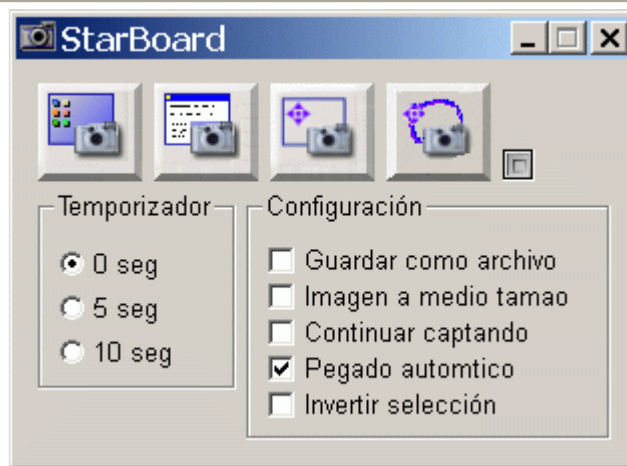 StarBoard
Temporizador
0 seg
5 seg
10 seg
Configuración
Guardar como archivo
Imagen a medio tamao
Continuar captando
Pegado automtico
Invertir selección